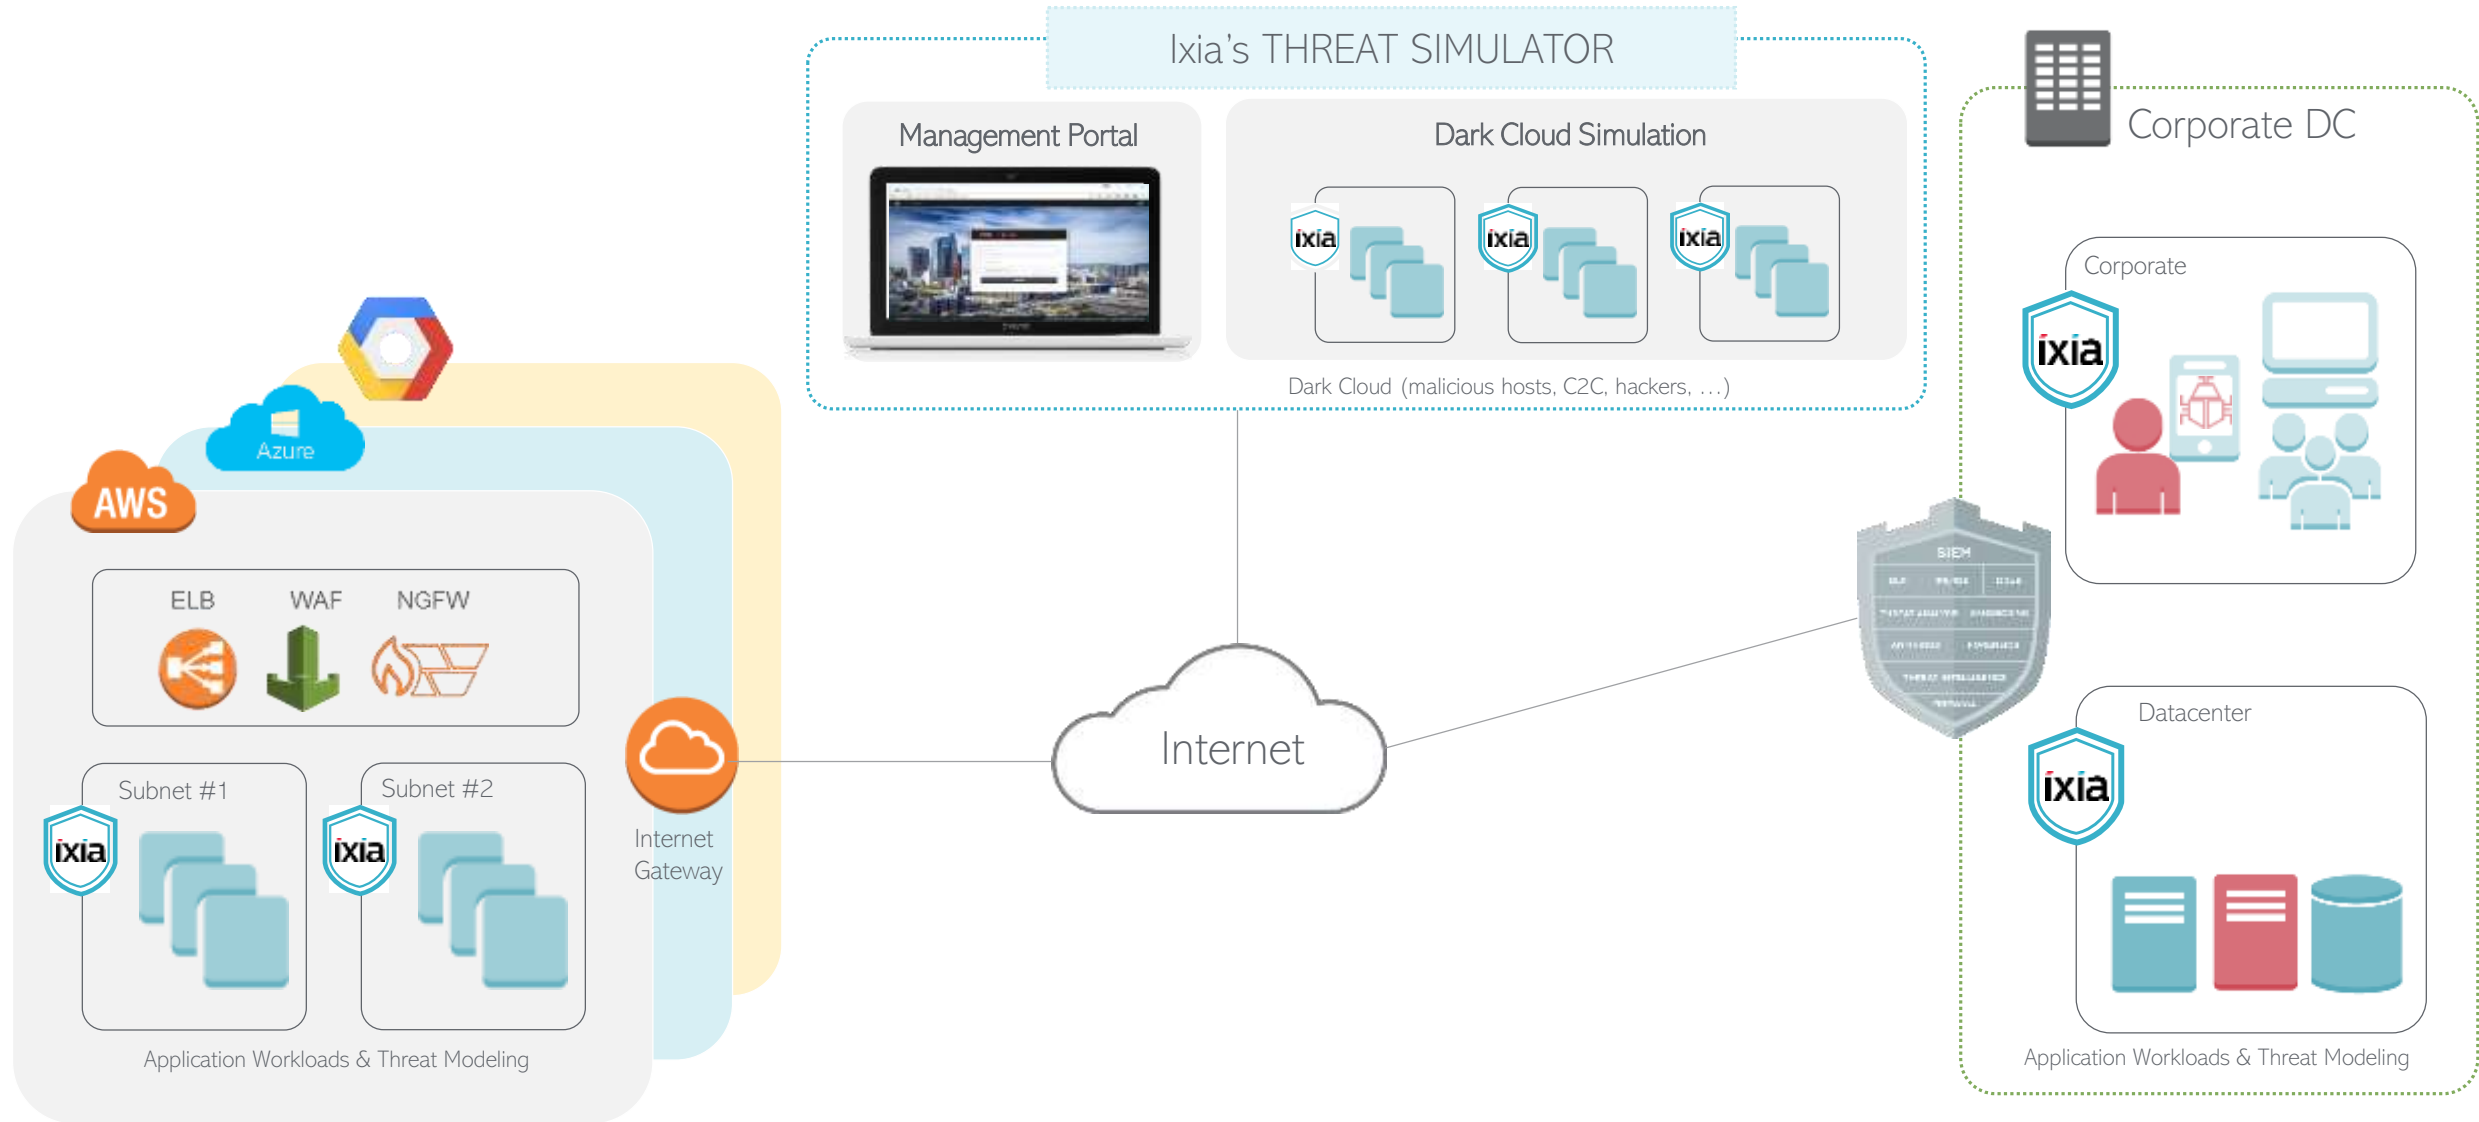 Ixia's THREAT SIMULATOR
Management Portal
Dark Cloud Simulation
ixia
ixia
ixia
Dark Cloud (malicious hosts, C2C, hackers, ...)
Corporate DC
Corporate
ixia
Azure
AWS
ELB
WAF
NGFW
Subnet #1
Subnet #2
ixia
ixia
Application Workloads & Threat Modeling
Internet
Gateway
Internet
SIEM
Datacenter
ixia
Application Workloads & Threat Modeling